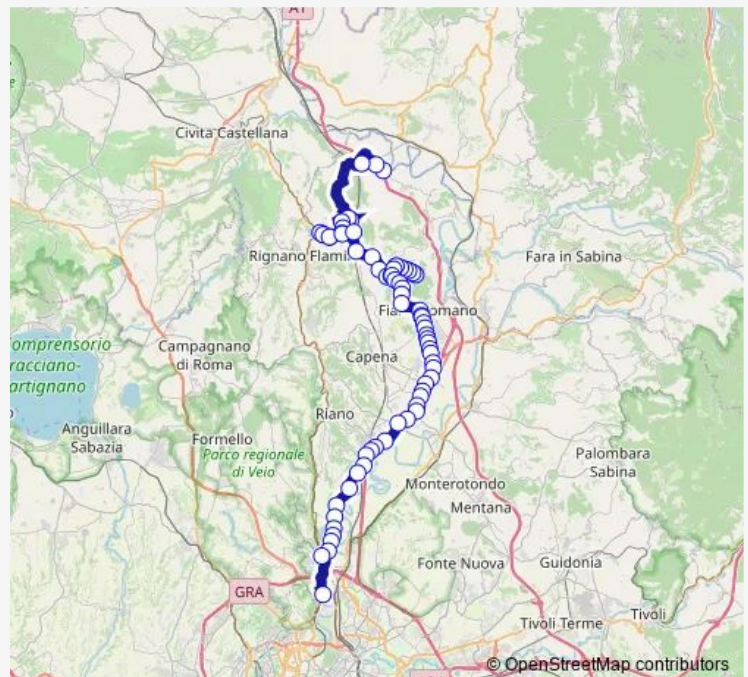 A1
Civita Castellana
Rignano Flami
Fara in Sabina
Fia
omano
omprensorio
racciano-
artignano
Campagnano
di Roma
Capena
Riano
Anguillara
Sabazia
Formello
Parco regionale
di Veio
Palombara
Sabina
Monterotondo
Mentana
Fonte Nuova
Guidonia
GRA
Tivoli
Tivoli Terme
© OpenStreetMap contributors